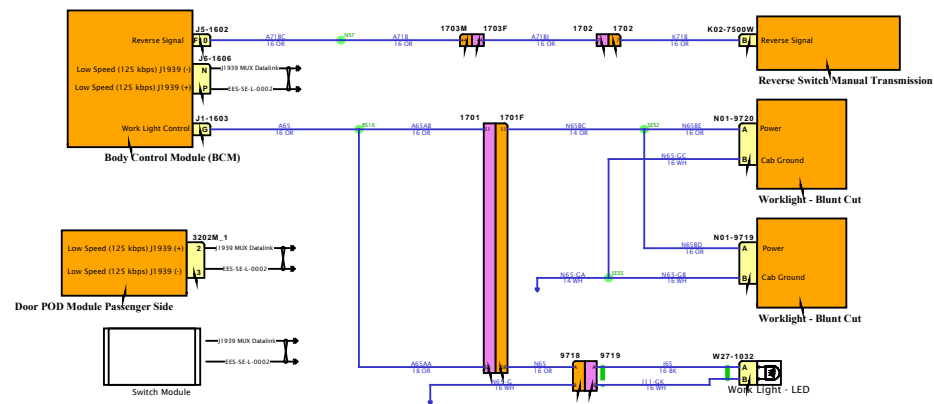 J5-1602
1703M 1703F
1702 1702
K02-7500W
Reverse Signal
F 0
A71BC
16 OR
NS7
A71B
16 OR
A71BJ
16 OR
K71B
16 OR
B
Reverse Signal
J6-1606
Low Speed (125 kbps) J1939 (-)
N
J1939 MUX Datalink
Low Speed (125 kbps) J1939 (+)
P
EES-SE-L-0002
Reverse Switch Manual Transmission
J1-1603
Work Light Control
G
A65
16 OR
BS16
A65AB
16 OR
1701 1701F
S1
N65BC
14 OR
SES2
N65BE
16 OR
N01-9720
A
Power
Body Control Module (BCM)
N65-GC
16 WH
B
Cab Ground
Worklight - Blunt Cut
3202M_1
Low Speed (125 kbps) J1939 (+)
2
J1939 MUX Datalink
Low Speed (125 kbps) J1939 (-)
3
EES-SE-L-0002
Door POD Module Passenger Side
N01-9719
N65BD
16 OR
A
Power
N65-GA
14 WH
SES5
N65-GB
16 WH
B
Cab Ground
Worklight - Blunt Cut
J1939 MUX Datalink
EES-SE-L-0002
Switch Module
A65AA
18 OR
N65
16 OR
N65-G
16 WH
9718 9719
A A
B B
I65
16 BK
J11-GK
16 WH
W27-1032
A
B
Work Light - LED